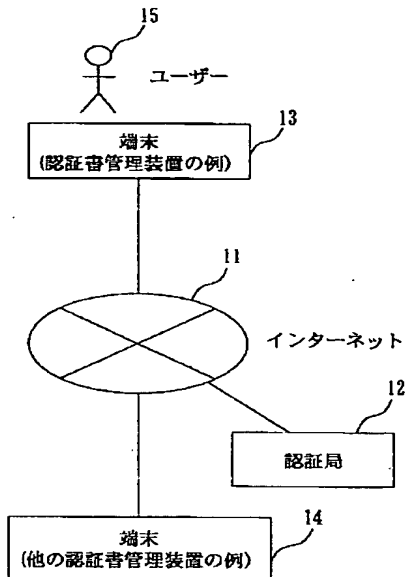 15
ユーザー
端末
(認証書管理装置の例)
13
11
インターネット
12
認証局
14
端末
(他の認証書管理装置の例)